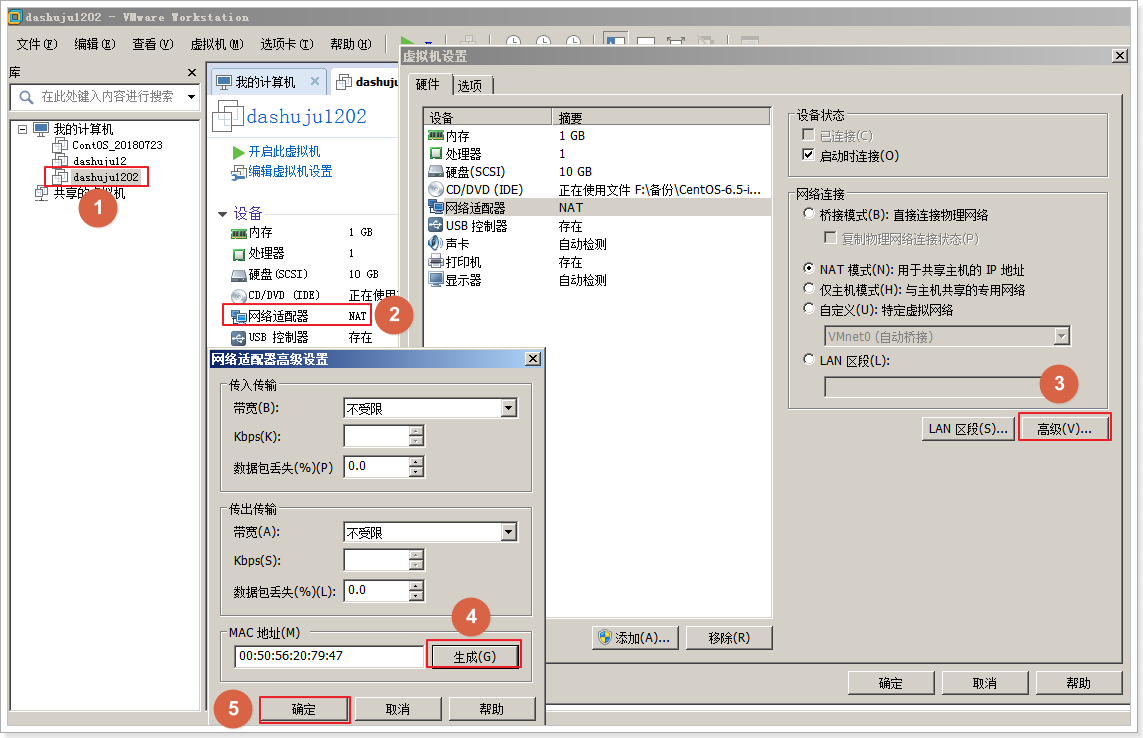 dashuju1202 - VMware Workstation
文件(F) 编辑(E) 查看(V) 虚拟机(M) 选项卡(T) 帮助(H)
库
在此处键入内容进行搜索
我的计算机
ContOS_20180723
dashuju12
dashuju1202
共享的虚拟机
1
我的计算机
dashuju
dashuju1202
开启此虚拟机
编辑虚拟机设置
设备
内存 1 GB
处理器 1
硬盘(SCSI) 10 GB
CD/DVD (IDE) 正在使用
网络适配器 NAT
2
USB 控制器 存在
虚拟机设置
硬件 选项
设备 摘要
内存 1 GB
处理器 1
硬盘(SCSI) 10 GB
CD/DVD (IDE) 正在使用文件 F:\备份\CentOS-6.5-i...
网络适配器 NAT
USB 控制器 存在
声卡 自动检测
打印机 存在
显示器 自动检测
添加(A)... 移除(R)
设备状态
已连接(C)
启动时连接(O)
网络连接
桥接模式(B): 直接连接物理网络
复制物理网络连接状态(P)
NAT 模式(N): 用于共享主机的 IP 地址
仅主机模式(H): 与主机共享的专用网络
自定义(U): 特定虚拟网络
VMnet0 (自动桥接)
LAN 区段(L):
3
LAN 区段(S)... 高级(V)...
确定 取消 帮助
网络适配器高级设置
传入传输
带宽(B): 不受限
Kbps(K):
数据包丢失(%)(P) 0.0
传出传输
带宽(A): 不受限
Kbps(S):
数据包丢失(%)(L): 0.0
4
MAC 地址(M)
00:50:56:20:79:47 生成(G)
5
确定 取消 帮助